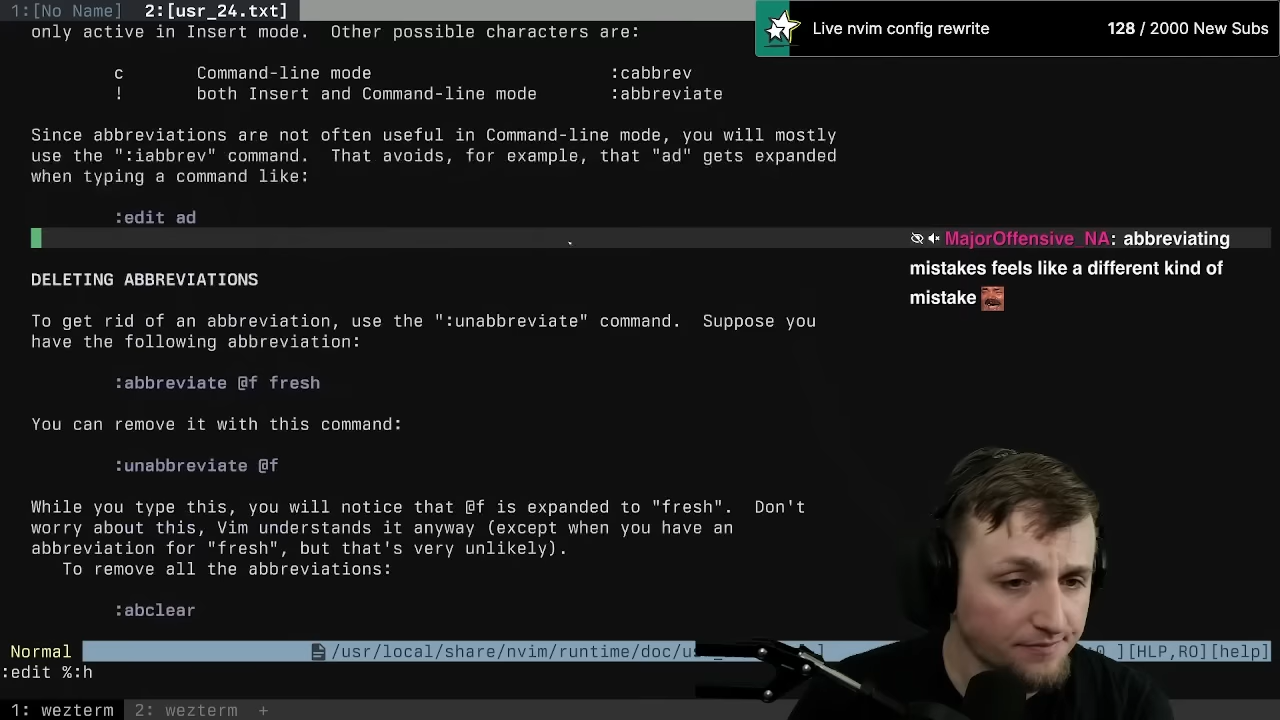 1:[No Name]  2:[usr_24.txt]
Live nvim config rewrite 128 / 2000 New Subs
only active in Insert mode.  Other possible characters are:
c       Command-line mode                       :cabbrev
!       both Insert and Command-line mode       :abbreviate
Since abbreviations are not often useful in Command-line mode, you will mostly
use the ":iabbrev" command.  That avoids, for example, that "ad" gets expanded
when typing a command like:
:edit ad
MajorOffensive_NA: abbreviating
mistakes feels like a different kind of
mistake
DELETING ABBREVIATIONS
To get rid of an abbreviation, use the ":unabbreviate" command.  Suppose you
have the following abbreviation:
:abbreviate @f fresh
You can remove it with this command:
:unabbreviate @f
While you type this, you will notice that @f is expanded to "fresh".  Don't
worry about this, Vim understands it anyway (except when you have an
abbreviation for "fresh", but that's very unlikely).
To remove all the abbreviations:
:abclear
Normal /usr/local/share/nvim/runtime/doc/us ][HLP,RO][help]
:edit %:h
1: wezterm  2: wezterm  +